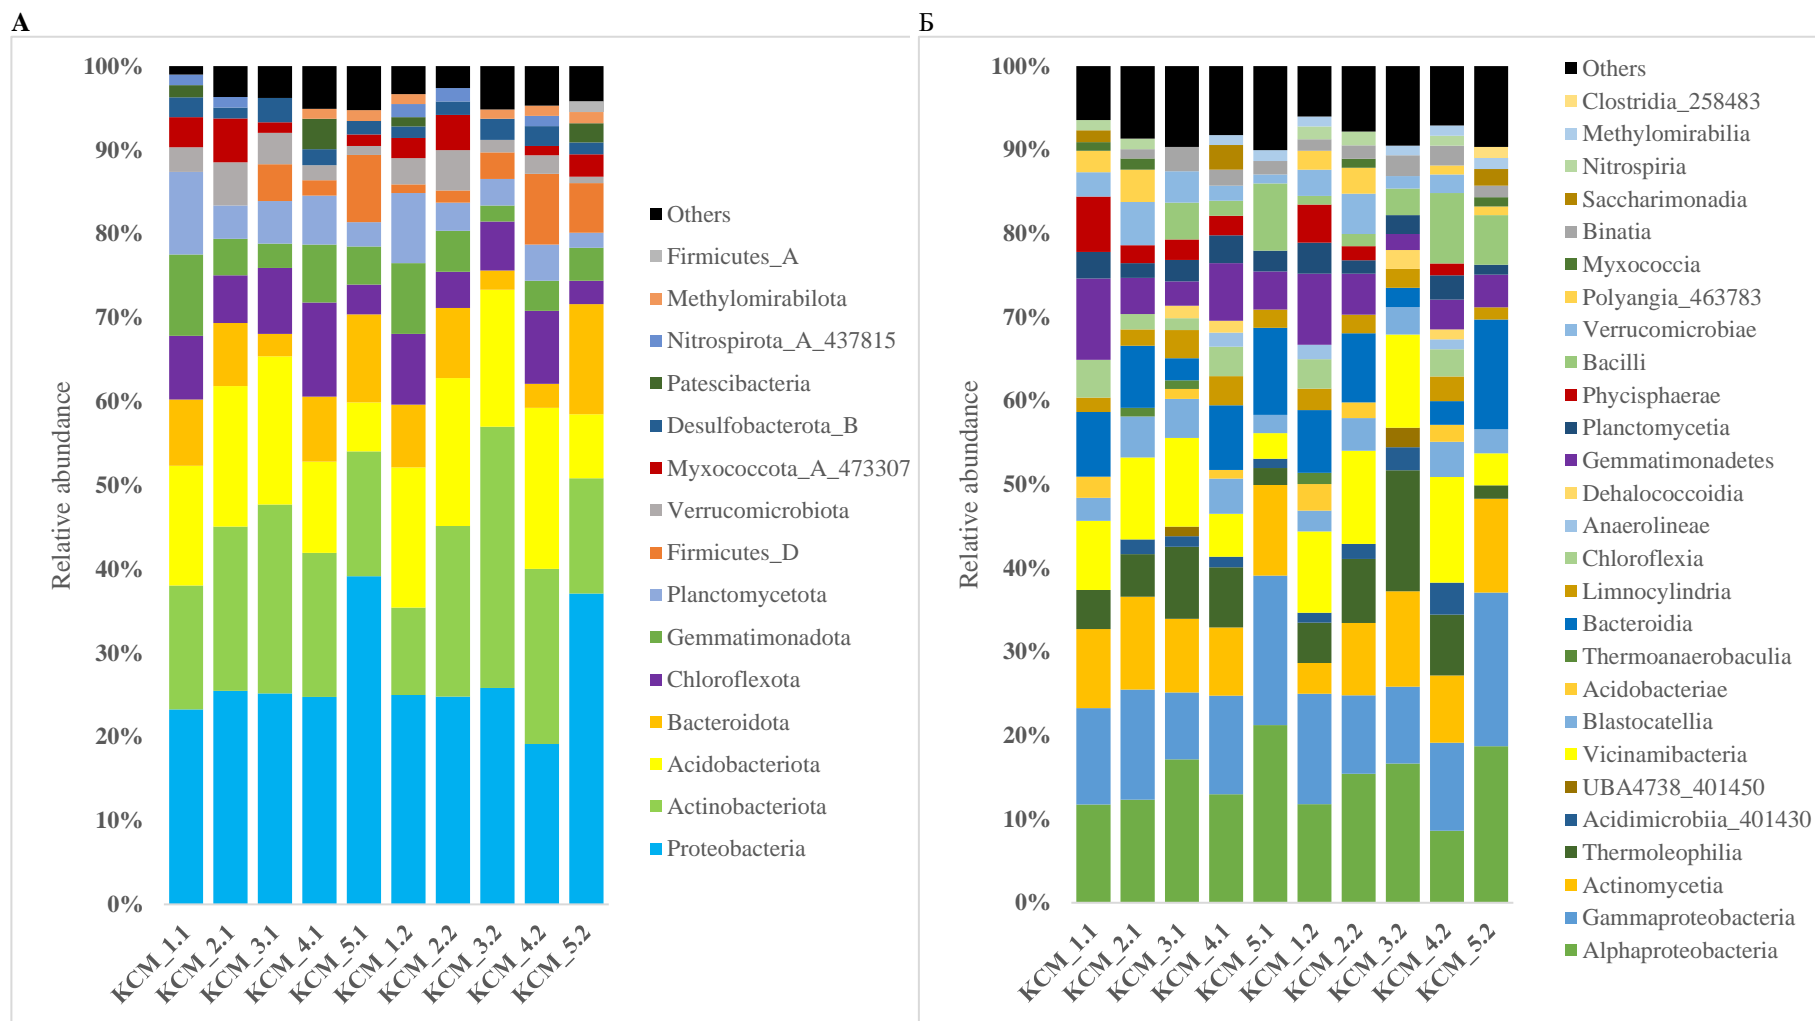 А
Relative abundance
100%
90%
80%
70%
60%
50%
40%
30%
20%
10%
0%
KCM_1.1
KCM_2.1
KCM_3.1
KCM_4.1
KCM_5.1
KCM_1.2
KCM_2.2
KCM_3.2
KCM_4.2
KCM_5.2
Others
Firmicutes_A
Methylomirabilota
Nitrospirota_A_437815
Patescibacteria
Desulfobacterota_B
Myxococcota_A_473307
Verrucomicrobiota
Firmicutes_D
Planctomycetota
Gemmatimonadota
Chloroflexota
Bacteroidota
Acidobacteriota
Actinobacteriota
Proteobacteria
Б
Relative abundance
100%
90%
80%
70%
60%
50%
40%
30%
20%
10%
0%
KCM_1.1
KCM_2.1
KCM_3.1
KCM_4.1
KCM_5.1
KCM_1.2
KCM_2.2
KCM_3.2
KCM_4.2
KCM_5.2
Others
Clostridia_258483
Methylomirabilia
Nitrospiria
Saccharimonadia
Binatia
Myxococcia
Polyangia_463783
Verrucomicrobiae
Bacilli
Phycisphaerae
Planctomycetia
Gemmatimonadetes
Dehalococcoidia
Anaerolineae
Chloroflexia
Limnocylindria
Bacteroidia
Thermoanaerobaculia
Acidobacteriae
Blastocatellia
Vicinamibacteria
UBA4738_401450
Acidimicrobiia_401430
Thermoleophilia
Actinomycetia
Gammaproteobacteria
Alphaproteobacteria